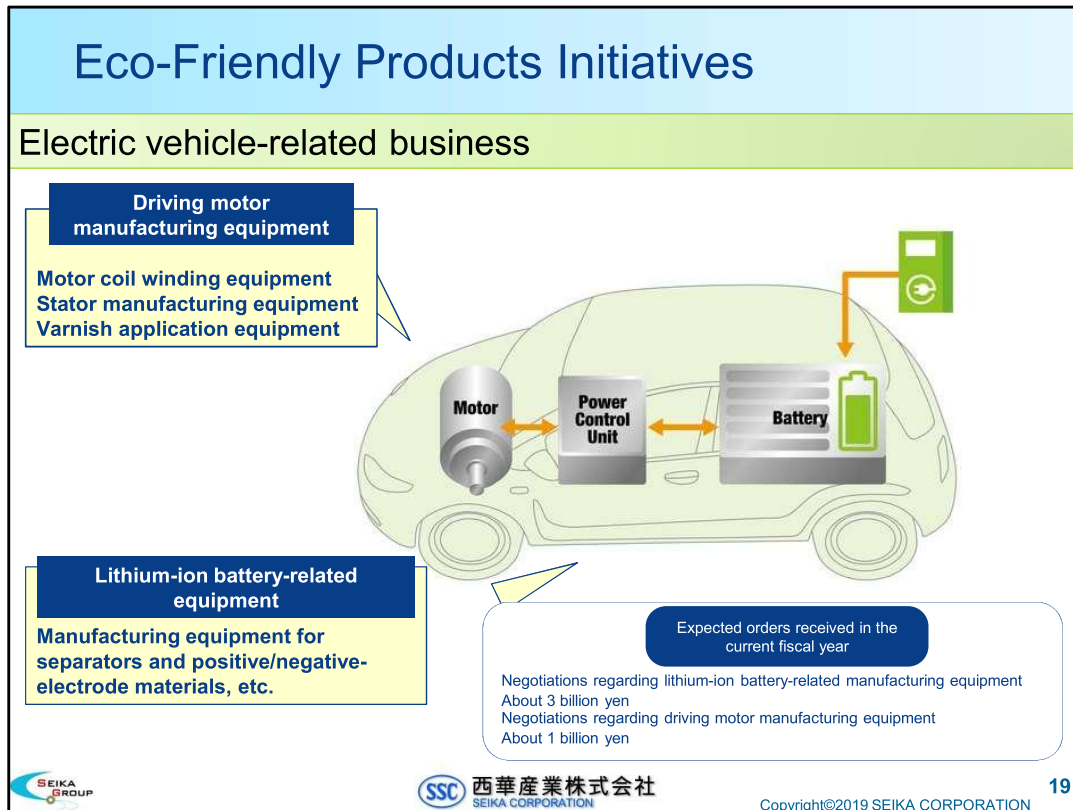 Eco-Friendly Products Initiatives
Electric vehicle-related business
Driving motor
manufacturing equipment
Motor coil winding equipment
Stator manufacturing equipment
Varnish application equipment
Motor
Power
Control
Unit
Battery
Lithium-ion battery-related
equipment
Manufacturing equipment for
separators and positive/negative-
electrode materials, etc.
Expected orders received in the
current fiscal year
Negotiations regarding lithium-ion battery-related manufacturing equipment
About 3 billion yen
Negotiations regarding driving motor manufacturing equipment
About 1 billion yen
SEIKA
GROUP
SSC
西華産業株式会社
SEIKA CORPORATION
19
Copyright©2019 SEIKA CORPORATION